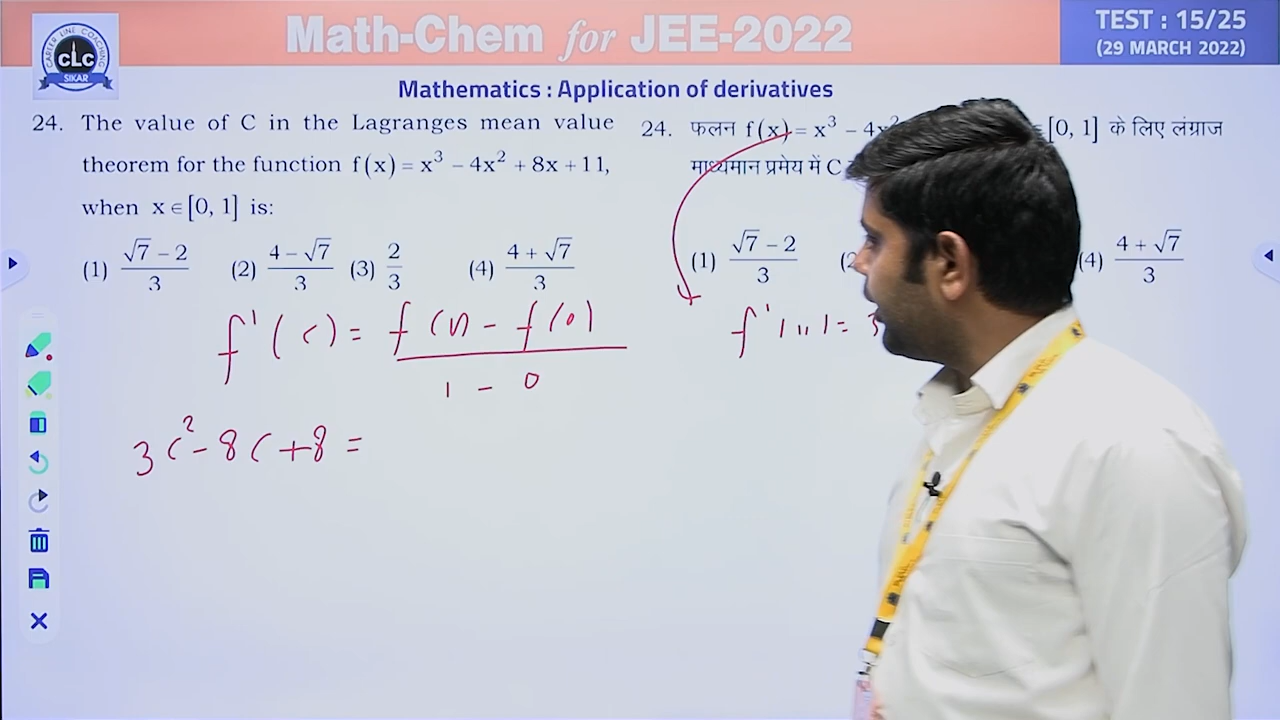 CAREER LINE COACHING
CLC
SIKAR
Math-Chem for JEE-2022
TEST : 15/25
(29 MARCH 2022)
Mathematics : Application of derivatives
24. The value of C in the Lagranges mean value
theorem for the function f(x) = x³ − 4x² + 8x + 11,
when x ∈ [0, 1] is:
(1) (√7 − 2)/3 (2) (4 − √7)/3 (3) 2/3 (4) (4 + √7)/3
24. फलन f(x) = x³ − 4x² [0, 1] के लिए लंग्राज
माध्यमान प्रमेय में C
(1) (√7 − 2)/3 (2 (4) (4 + √7)/3
f'(c) = (f(1) − f(0))/(1 − 0)
f'(x) = 3
3c² − 8c + 8 =